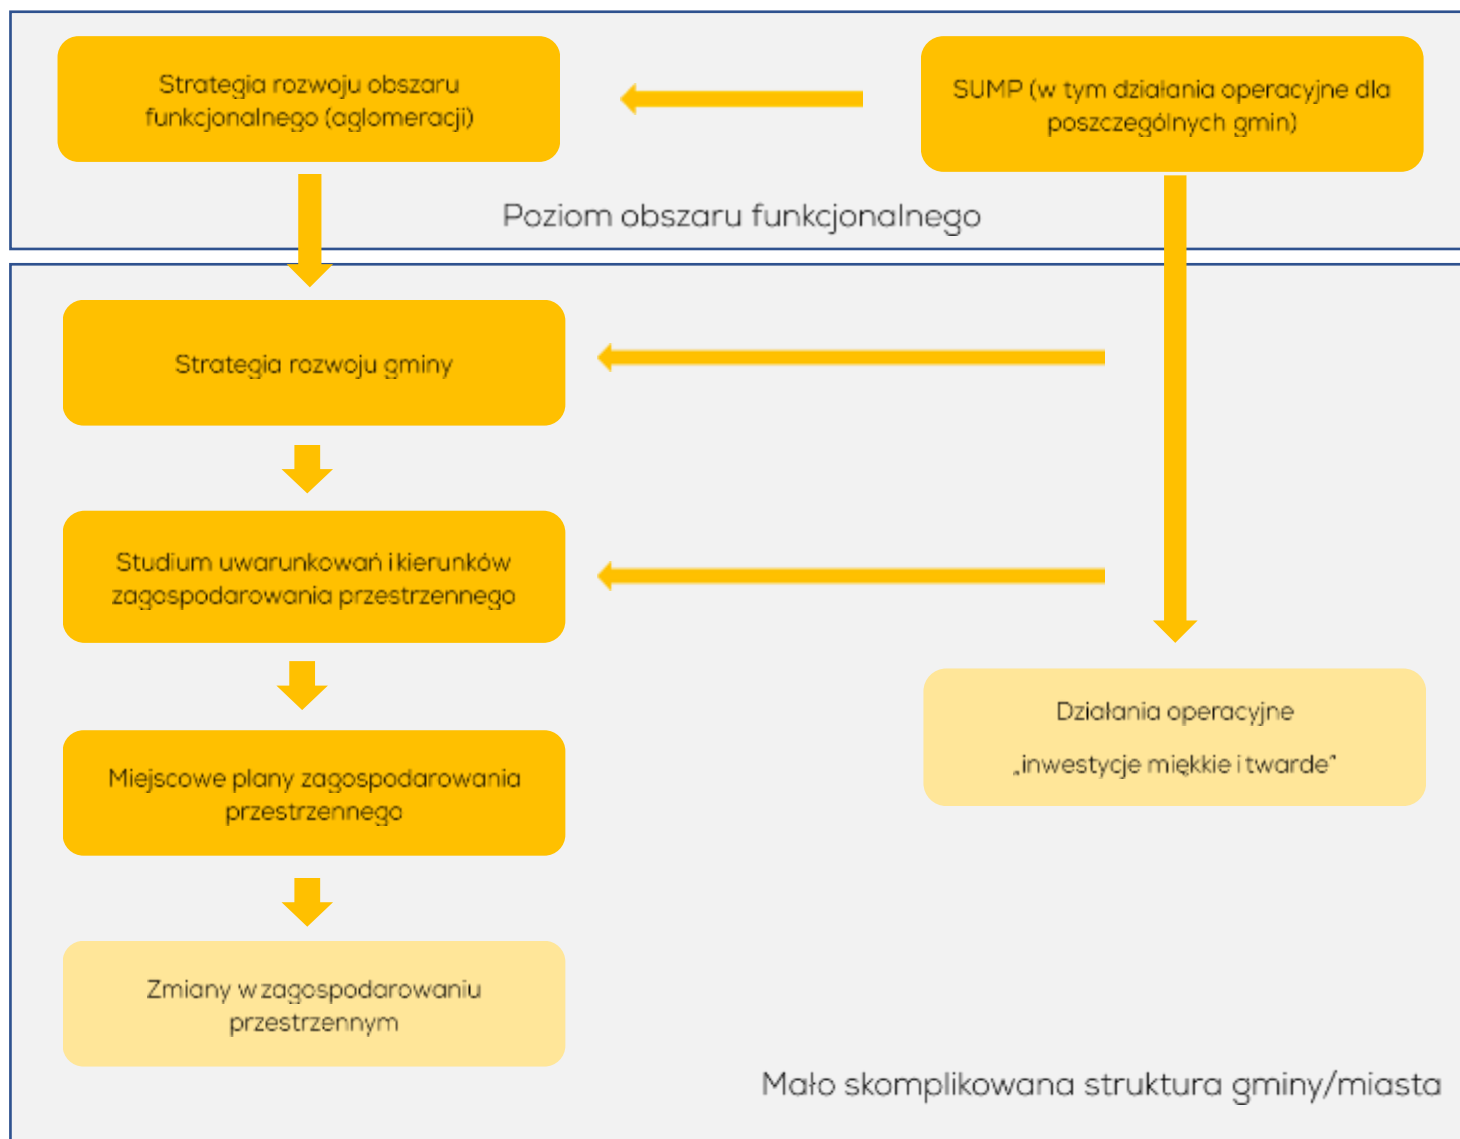 Strategia rozwoju obszaru
funkcjonalnego (aglomeracji)
SUMP (w tym działania operacyjne dla
poszczególnych gmin)
Poziom obszaru funkcjonalnego
Strategia rozwoju gminy
Studium uwarunkowań i kierunków
zagospodarowania przestrzennego
Działania operacyjne
„inwestycje miękkie i twarde”
Miejscowe plany zagospodarowania
przestrzennego
Zmiany w zagospodarowaniu
przestrzennym
Mało skomplikowana struktura gminy/miasta